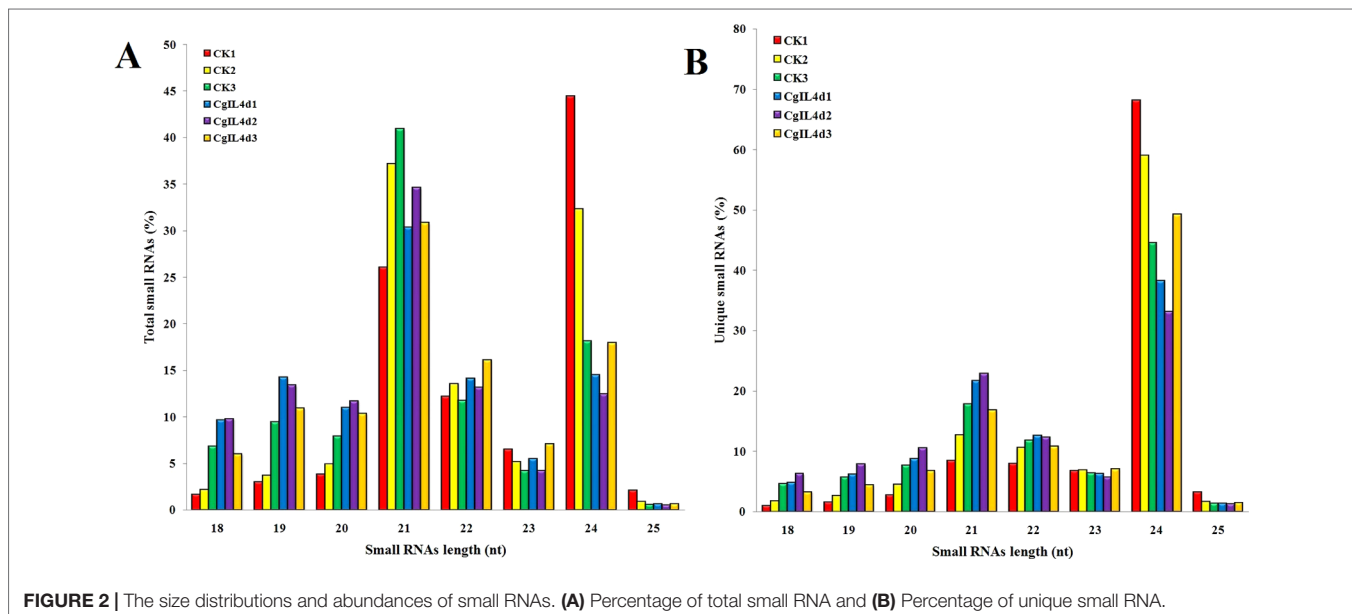 A
50
45
40
35
30
25
20
15
10
5
0
Total small RNAs (%)
CK1
CK2
CK3
CgIL4d1
CgIL4d2
CgIL4d3
18 19 20 21 22 23 24 25
Small RNAs length (nt)
B
80
70
60
50
40
30
20
10
0
Unique small RNAs (%)
CK1
CK2
CK3
CgIL4d1
CgIL4d2
CgIL4d3
18 19 20 21 22 23 24 25
Small RNAs length (nt)
FIGURE 2 | The size distributions and abundances of small RNAs. (A) Percentage of total small RNA and (B) Percentage of unique small RNA.